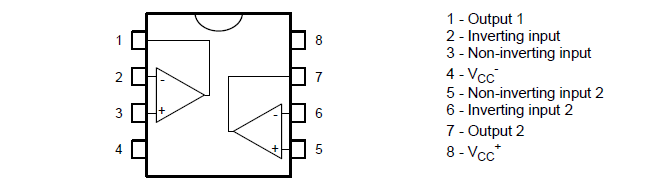 1
2
3
4
8
7
6
5
-
+
-
+
1 - Output 1
2 - Inverting input
3 - Non-inverting input
4 - VCC-
5 - Non-inverting input 2
6 - Inverting input 2
7 - Output 2
8 - VCC+